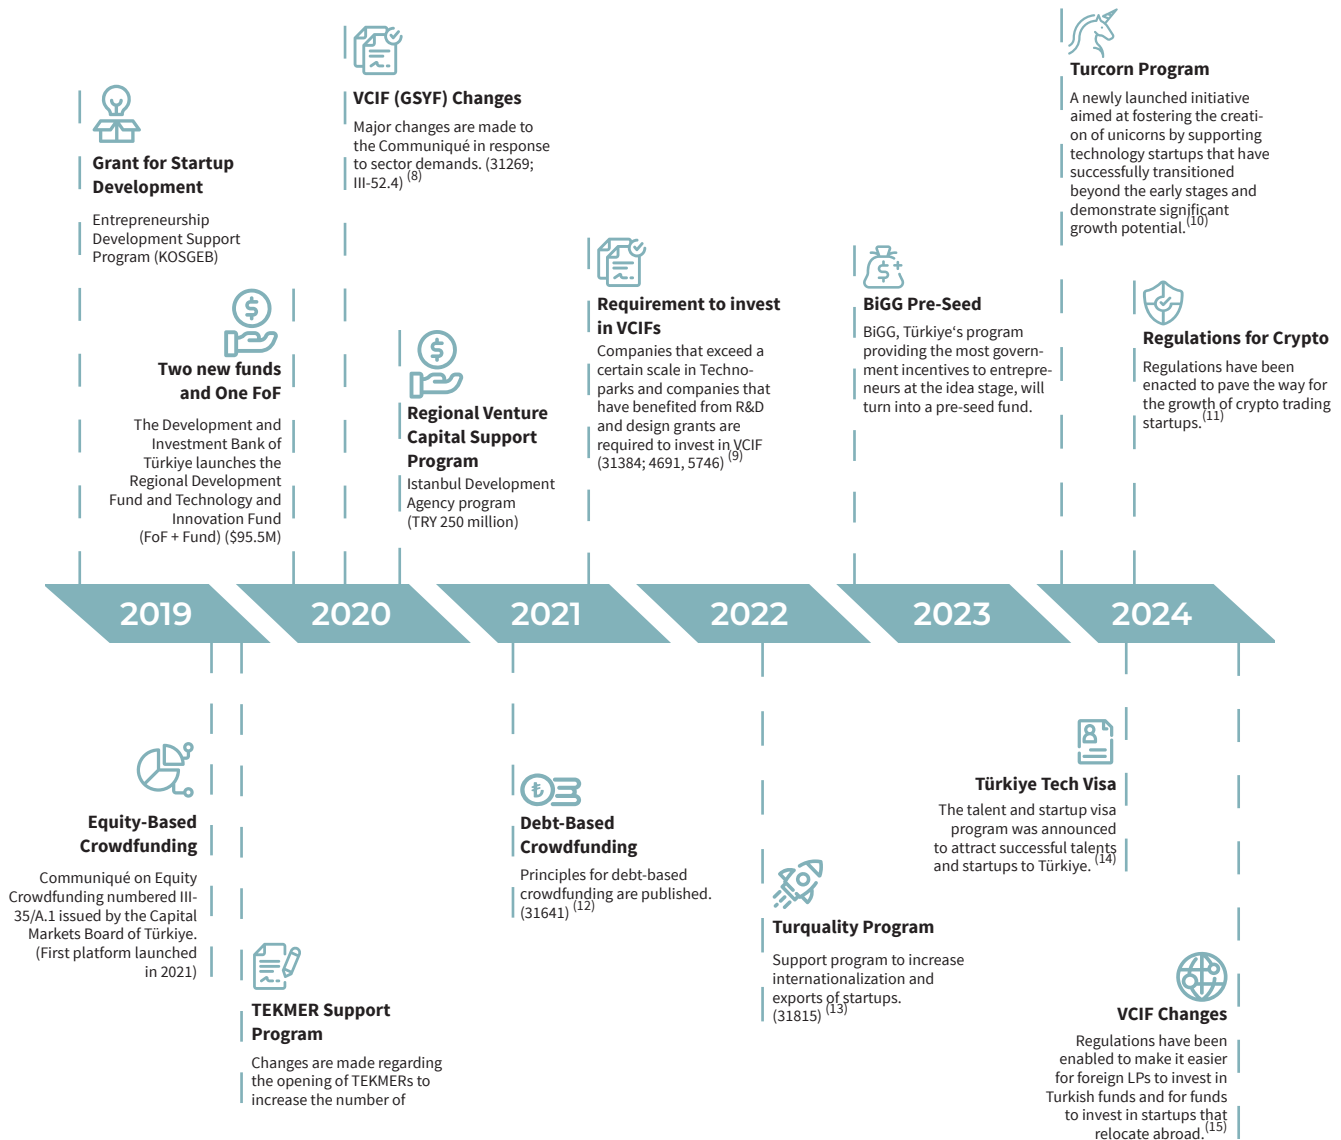 Grant for Startup
Development
Entrepreneurship
Development Support
Program (KOSGEB)
Two new funds
and One FoF
The Development and
Investment Bank of
Türkiye launches the
Regional Development
Fund and Technology and
Innovation Fund
(FoF + Fund) ($95.5M)
VCIF (GSYF) Changes
Major changes are made to
the Communiqué in response
to sector demands. (31269;
III-52.4) (8)
Regional Venture
Capital Support
Program
Istanbul Development
Agency program
(TRY 250 million)
Requirement to invest
in VCIFs
Companies that exceed a
certain scale in Techno-
parks and companies that
have benefited from R&D
and design grants are
required to invest in VCIF
(31384; 4691, 5746) (9)
BiGG Pre-Seed
BiGG, Türkiye‘s program
providing the most govern-
ment incentives to entrepre-
neurs at the idea stage, will
turn into a pre-seed fund.
Turcorn Program
A newly launched initiative
aimed at fostering the creati-
on of unicorns by supporting
technology startups that have
successfully transitioned
beyond the early stages and
demonstrate significant
growth potential.(10)
Regulations for Crypto
Regulations have been
enacted to pave the way for
the growth of crypto trading
startups.(11)
2019
2020
2021
2022
2023
2024
Equity-Based
Crowdfunding
Communiqué on Equity
Crowdfunding numbered III-
35/A.1 issued by the Capital
Markets Board of Türkiye.
(First platform launched
in 2021)
TEKMER Support
Program
Changes are made regarding
the opening of TEKMERs to
increase the number of
Debt-Based
Crowdfunding
Principles for debt-based
crowdfunding are published.
(31641) (12)
Turquality Program
Support program to increase
internationalization and
exports of startups.
(31815) (13)
Türkiye Tech Visa
The talent and startup visa
program was announced
to attract successful talents
and startups to Türkiye. (14)
VCIF Changes
Regulations have been
enabled to make it easier
for foreign LPs to invest in
Turkish funds and for funds
to invest in startups that
relocate abroad.(15)